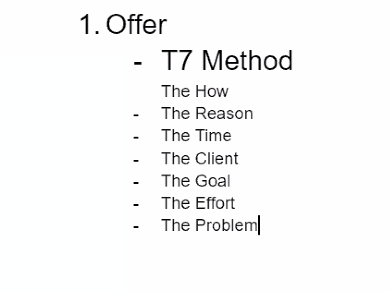 1. Offer
- T7 Method
The How
- The Reason
- The Time
- The Client
- The Goal
- The Effort
- The Problem